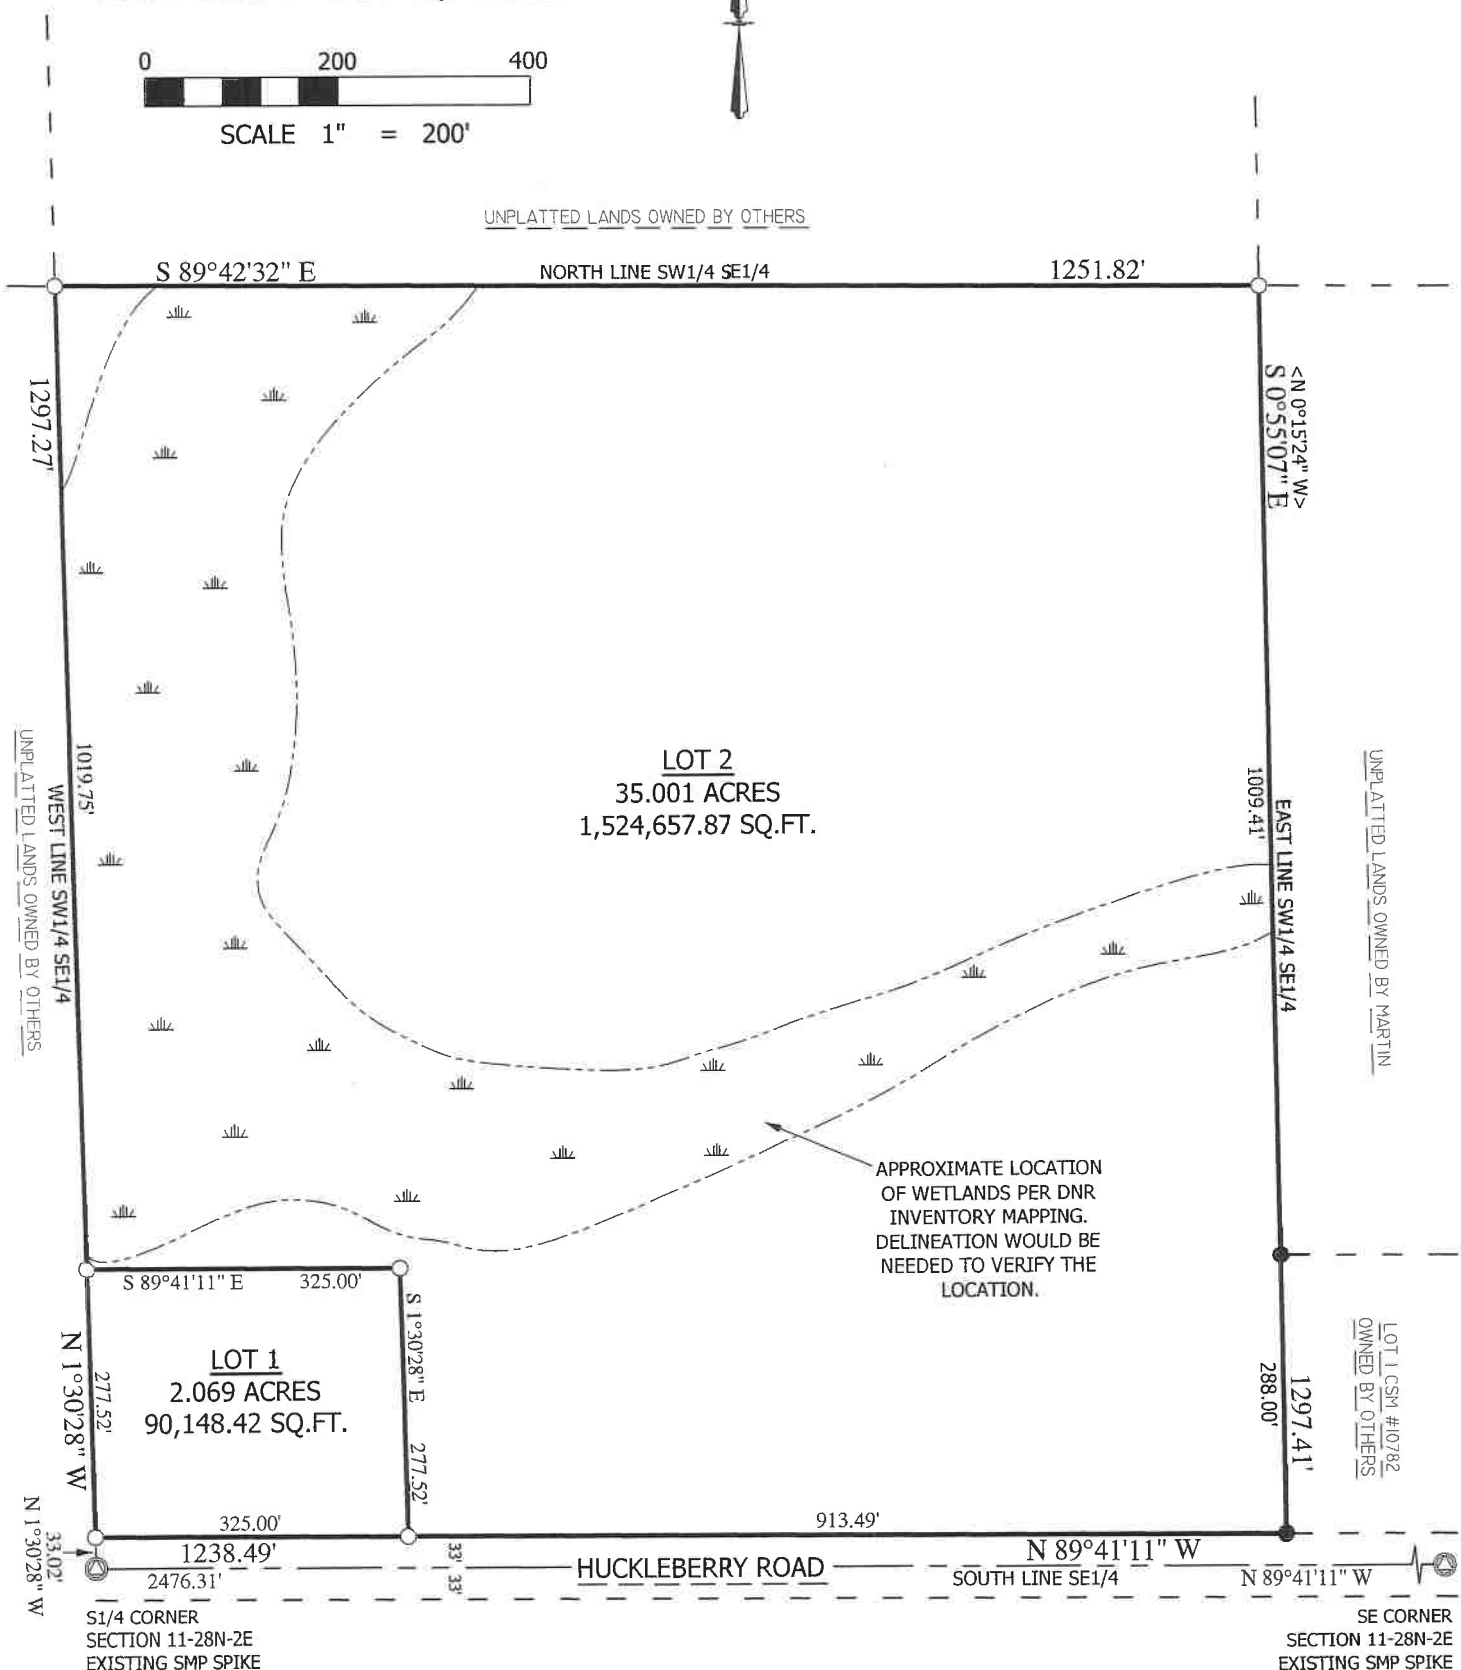 0 200 400
SCALE 1" = 200'
UNPLATTED LANDS OWNED BY OTHERS
S 89°42'32" E
NORTH LINE SW1/4 SE1/4
1251.82'
1297.27'
<N 0°15'24" W>
S 0°55'07" E
UNPLATTED LANDS OWNED BY OTHERS
WEST LINE SW1/4 SE1/4
1019.75'
LOT 2
35.001 ACRES
1,524,657.87 SQ.FT.
1009.41'
EAST LINE SW1/4 SE1/4
UNPLATTED LANDS OWNED BY MARTIN
APPROXIMATE LOCATION
OF WETLANDS PER DNR
INVENTORY MAPPING.
DELINEATION WOULD BE
NEEDED TO VERIFY THE
LOCATION.
S 89°41'11" E
325.00'
S 1°30'28" E
277.52'
N 1°30'28" W
277.52'
LOT 1
2.069 ACRES
90,148.42 SQ.FT.
288.00'
1297.41'
LOT 1 CSM #10782
OWNED BY OTHERS
325.00'
913.49'
1238.49'
N 89°41'11" W
33.02'
N 1°30'28" W
2476.31'
33'
33'
HUCKLEBERRY ROAD
SOUTH LINE SE1/4
N 89°41'11" W
S1/4 CORNER
SECTION 11-28N-2E
EXISTING SMP SPIKE
SE CORNER
SECTION 11-28N-2E
EXISTING SMP SPIKE